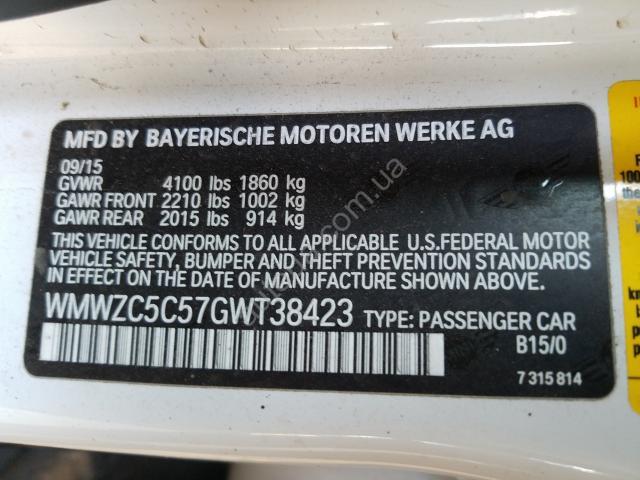 MFD BY BAYERISCHE MOTOREN WERKE AG
09/15
GVWR 4100 lbs 1860 kg
GAWR FRONT 2210 lbs 1002 kg
GAWR REAR 2015 lbs 914 kg
THIS VEHICLE CONFORMS TO ALL APPLICABLE U.S.FEDERAL MOTOR
VEHICLE SAFETY, BUMPER AND THEFT PREVENTION STANDARDS
IN EFFECT ON THE DATE OF MANUFACTURE SHOWN ABOVE.
WMWZC5C57GWT38423 TYPE: PASSENGER CAR
B15/0
7 315 814
100
the